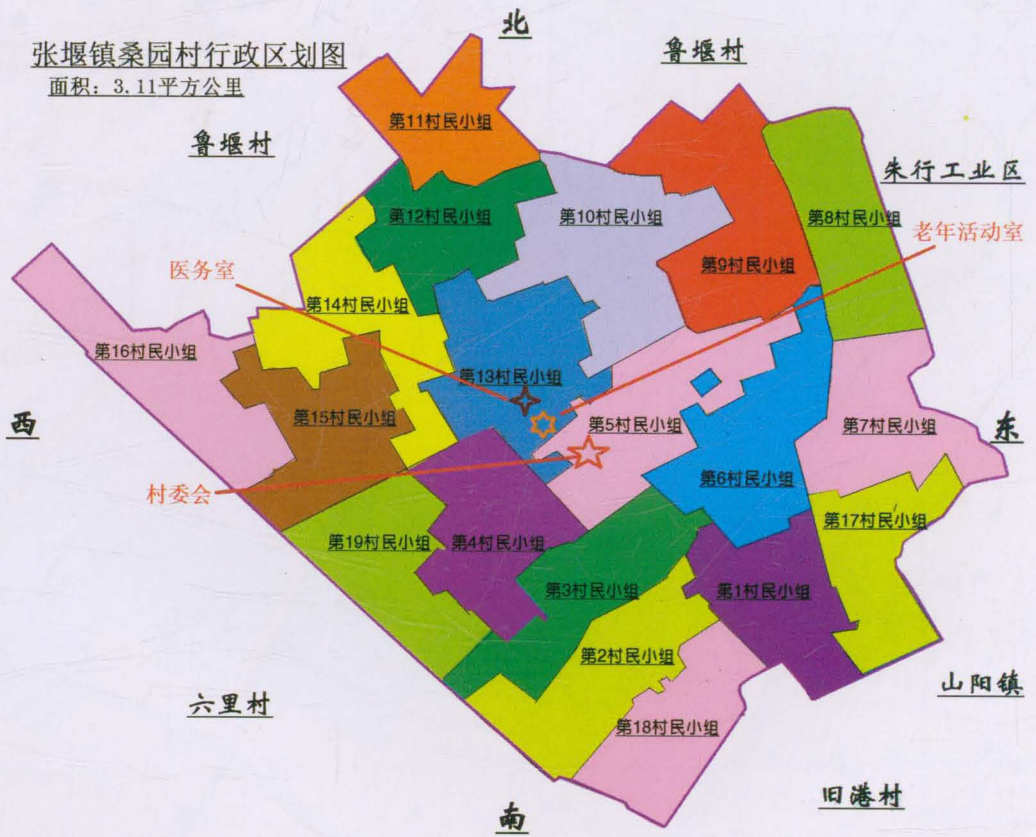 北
张堰镇桑园村行政区划图
面积：3.11平方公里
鲁堰村
鲁堰村
朱行工业区
第11村民小组
第12村民小组
第10村民小组
第8村民小组
老年活动室
医务室
第9村民小组
第14村民小组
第16村民小组
第13村民小组
第15村民小组
第5村民小组
第7村民小组
西
东
第6村民小组
村委会
第17村民小组
第19村民小组
第4村民小组
第3村民小组
第1村民小组
第2村民小组
山阳镇
六里村
第18村民小组
旧港村
南